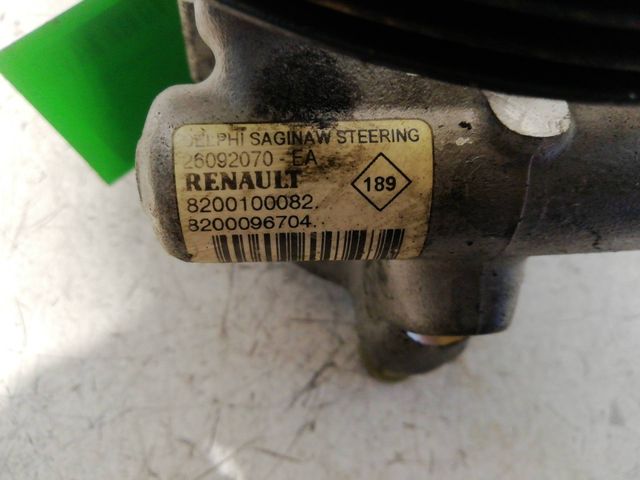 DELPHI SAGINAW STEERING
26092070 - EA
RENAULT
189
8200100082.
8200096704..